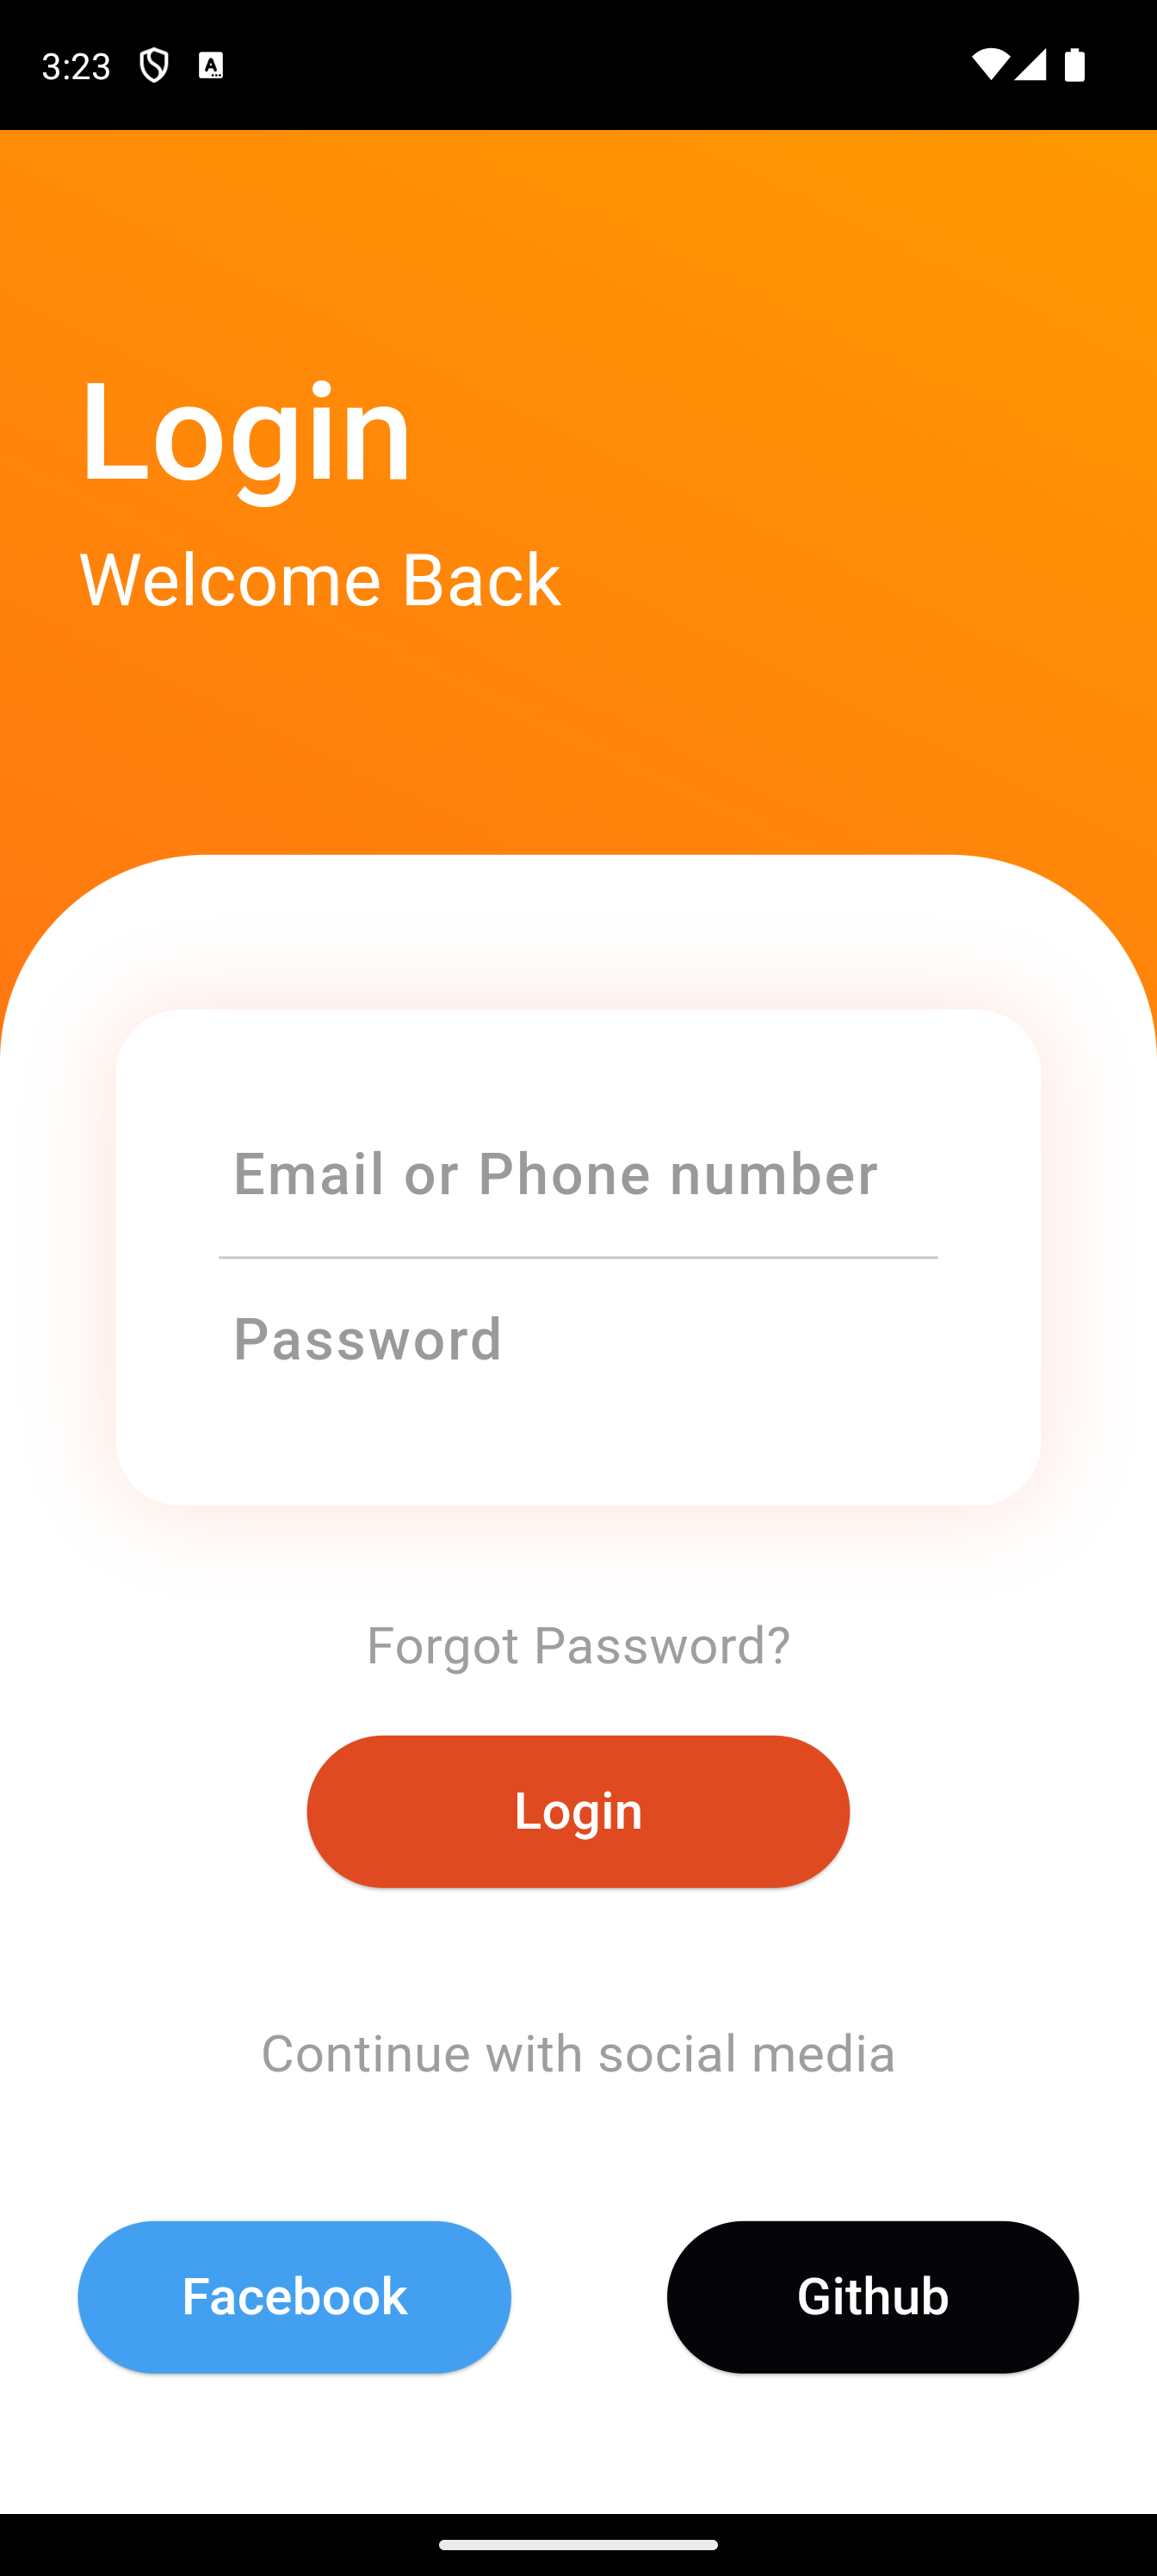 3:23
Login
Welcome Back
Email or Phone number
Password
Forgot Password?
Login
Continue with social media
Facebook
Github